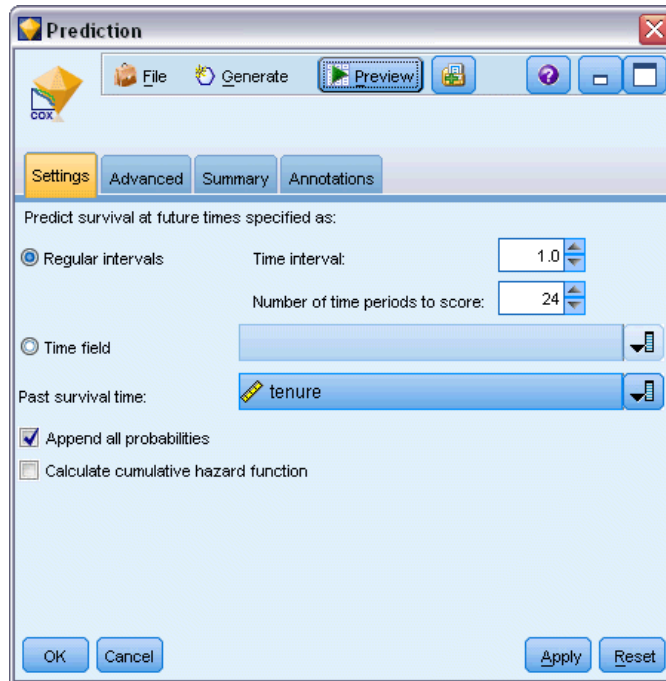 Prediction
COX
File Generate Preview
Settings Advanced Summary Annotations
Predict survival at future times specified as:
Regular intervals Time interval: 1.0
Number of time periods to score: 24
Time field
Past survival time: tenure
Append all probabilities
Calculate cumulative hazard function
OK Cancel Apply Reset